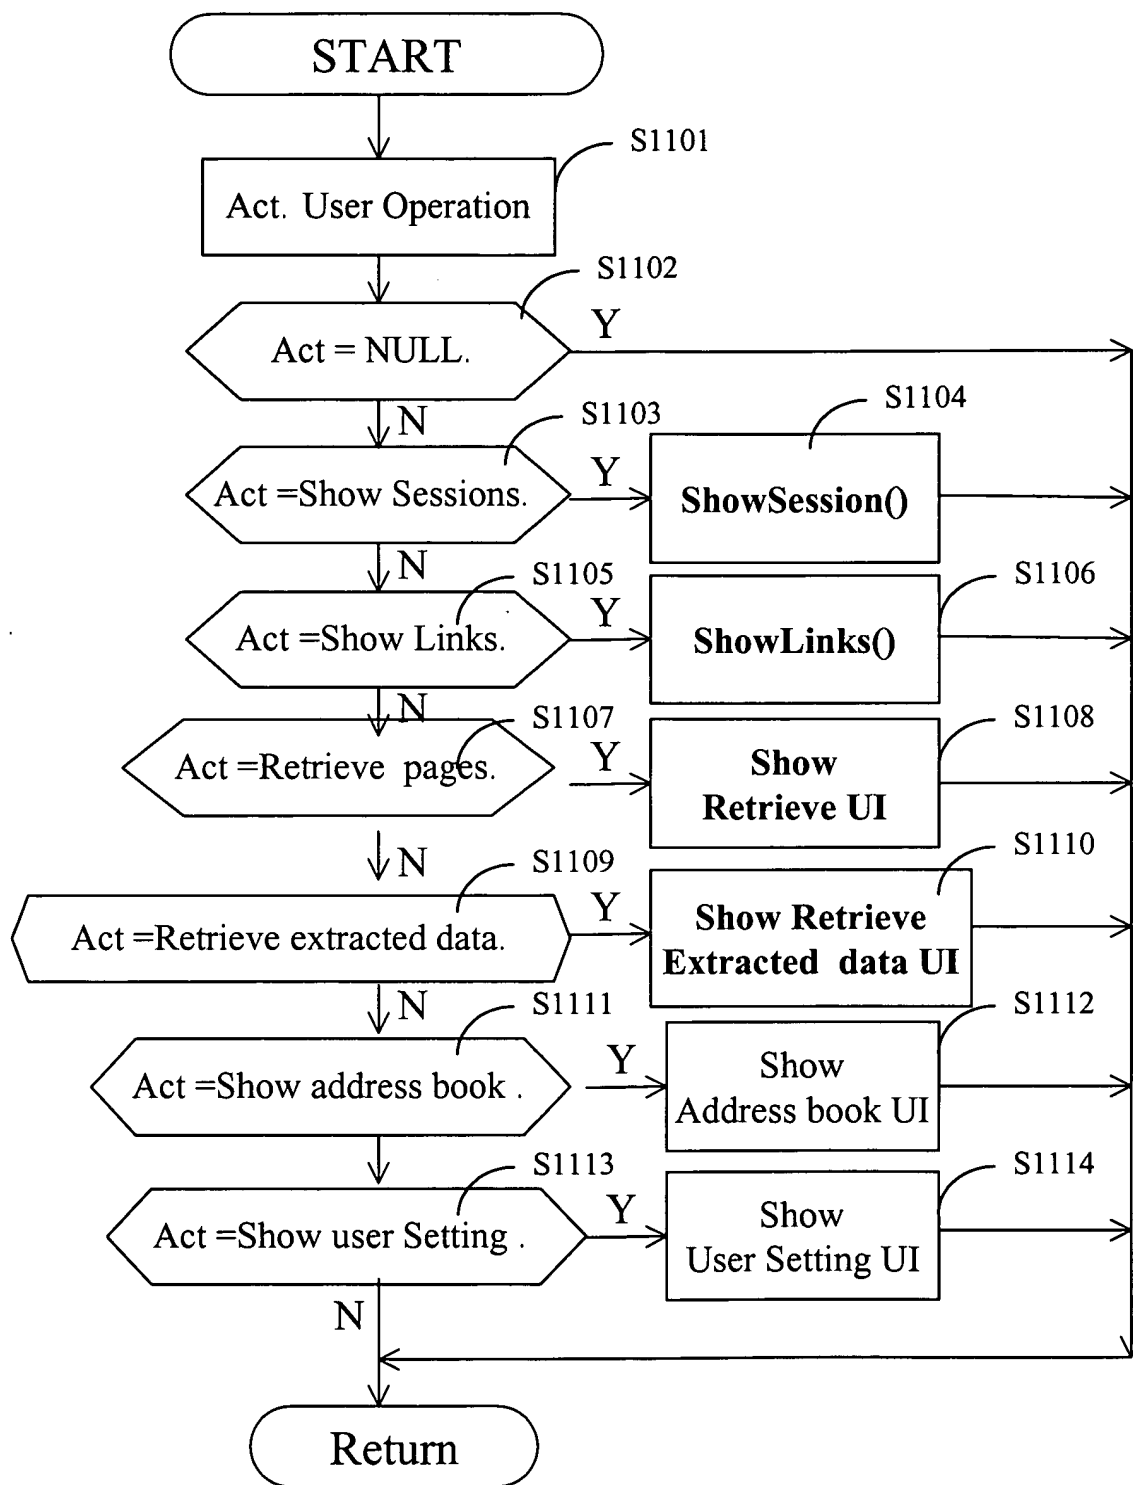 START
S1101
Act. User Operation
S1102
Act = NULL.
Y
N
S1103
S1104
Act =Show Sessions.
Y
ShowSession()
N
S1105
S1106
Act =Show Links.
Y
ShowLinks()
N
S1107
S1108
Act =Retrieve pages.
Y
Show
Retrieve UI
N
S1109
S1110
Act =Retrieve extracted data.
Y
Show Retrieve
Extracted data UI
N
S1111
S1112
Act =Show address book .
Y
Show
Address book UI
S1113
S1114
Act =Show user Setting .
Y
Show
User Setting UI
N
Return